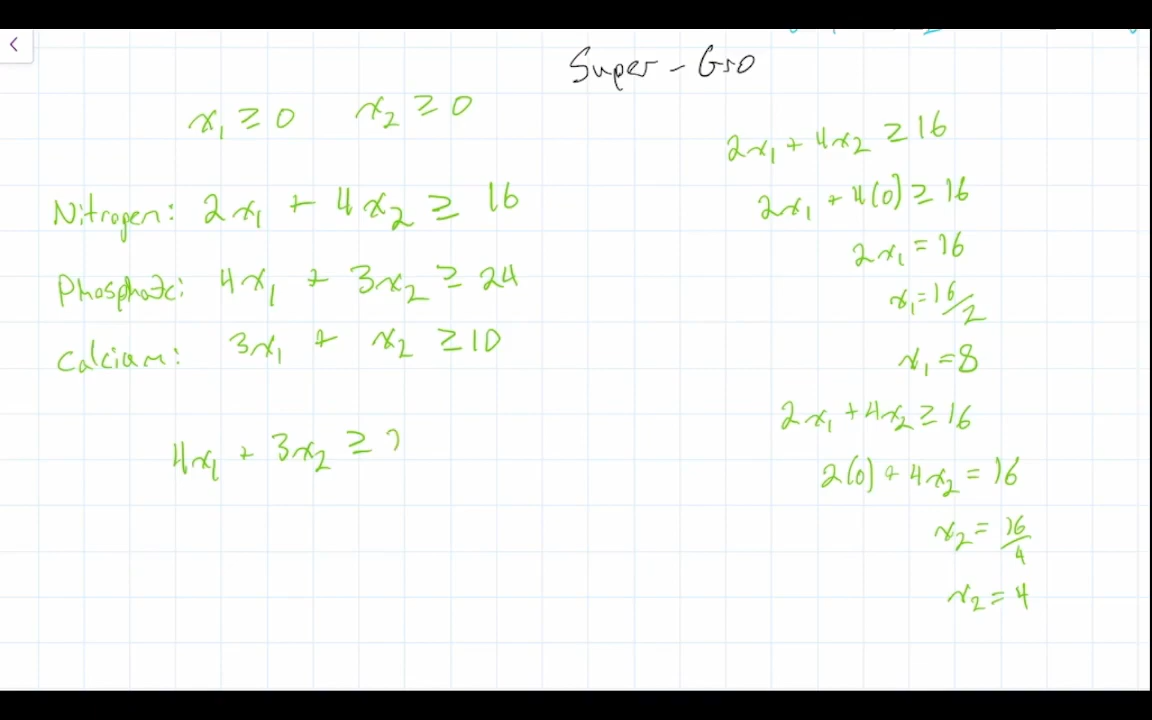 Super - Gro
x₁ ≥ 0 x₂ ≥ 0
Nitrogen: 2x₁ + 4x₂ ≥ 16
Phosphate: 4x₁ + 3x₂ ≥ 24
Calcium: 3x₁ + x₂ ≥ 10
4x₁ + 3x₂ ≥ 2
2x₁ + 4x₂ ≥ 16
2x₁ + 4(0) ≥ 16
2x₁ = 16
x₁ = 16/2
x₁ = 8
2x₁ + 4x₂ ≥ 16
2(0) + 4x₂ = 16
x₂ = 16/4
x₂ = 4